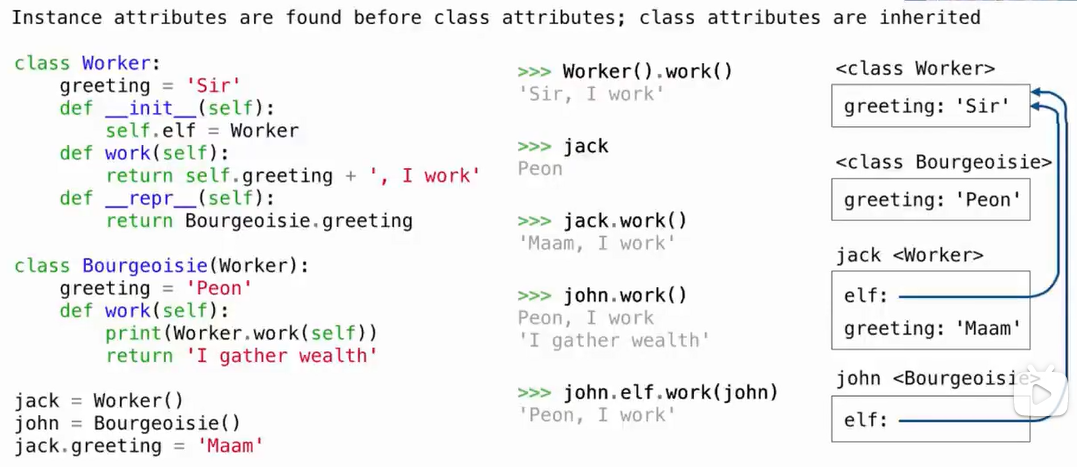 Instance attributes are found before class attributes; class attributes are inherited
class Worker:
    greeting = 'Sir'
    def __init__(self):
        self.elf = Worker
    def work(self):
        return self.greeting + ', I work'
    def __repr__(self):
        return Bourgeoisie.greeting
class Bourgeoisie(Worker):
    greeting = 'Peon'
    def work(self):
        print(Worker.work(self))
        return 'I gather wealth'
jack = Worker()
john = Bourgeoisie()
jack.greeting = 'Maam'
>>> Worker().work()
'Sir, I work'
>>> jack
Peon
>>> jack.work()
'Maam, I work'
>>> john.work()
Peon, I work
'I gather wealth'
>>> john.elf.work(john)
'Peon, I work'
<class Worker>
greeting: 'Sir'
<class Bourgeoisie>
greeting: 'Peon'
jack <Worker>
elf:
greeting: 'Maam'
john <Bourgeoisie>
elf: